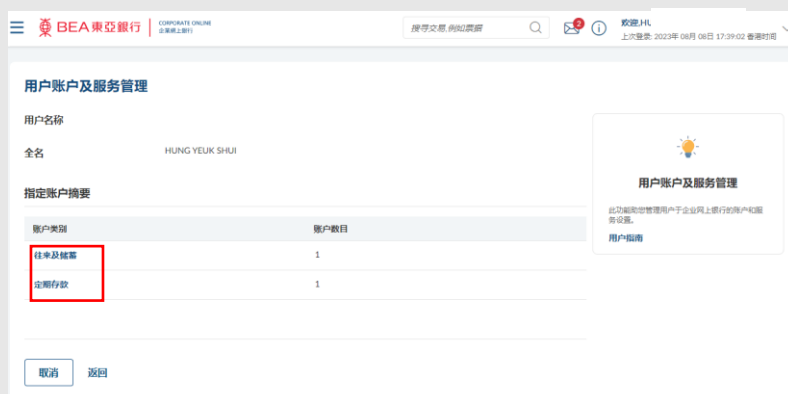 BEA東亞銀行
CORPORATE ONLINE
企業網上銀行
搜寻交易,例如票据
2
欢迎,HI,
上次登录: 2023年 08月 08日 17:39:02 香港时间
用户账户及服务管理
用户名称
全名 HUNG YEUK SHUI
指定账户摘要
账户类别 账户数目
往来及储蓄 1
定期存款 1
取消 返回
用户账户及服务管理
此功能助您管理用户于企业网上银行的账户和服
务设置。
用户指南